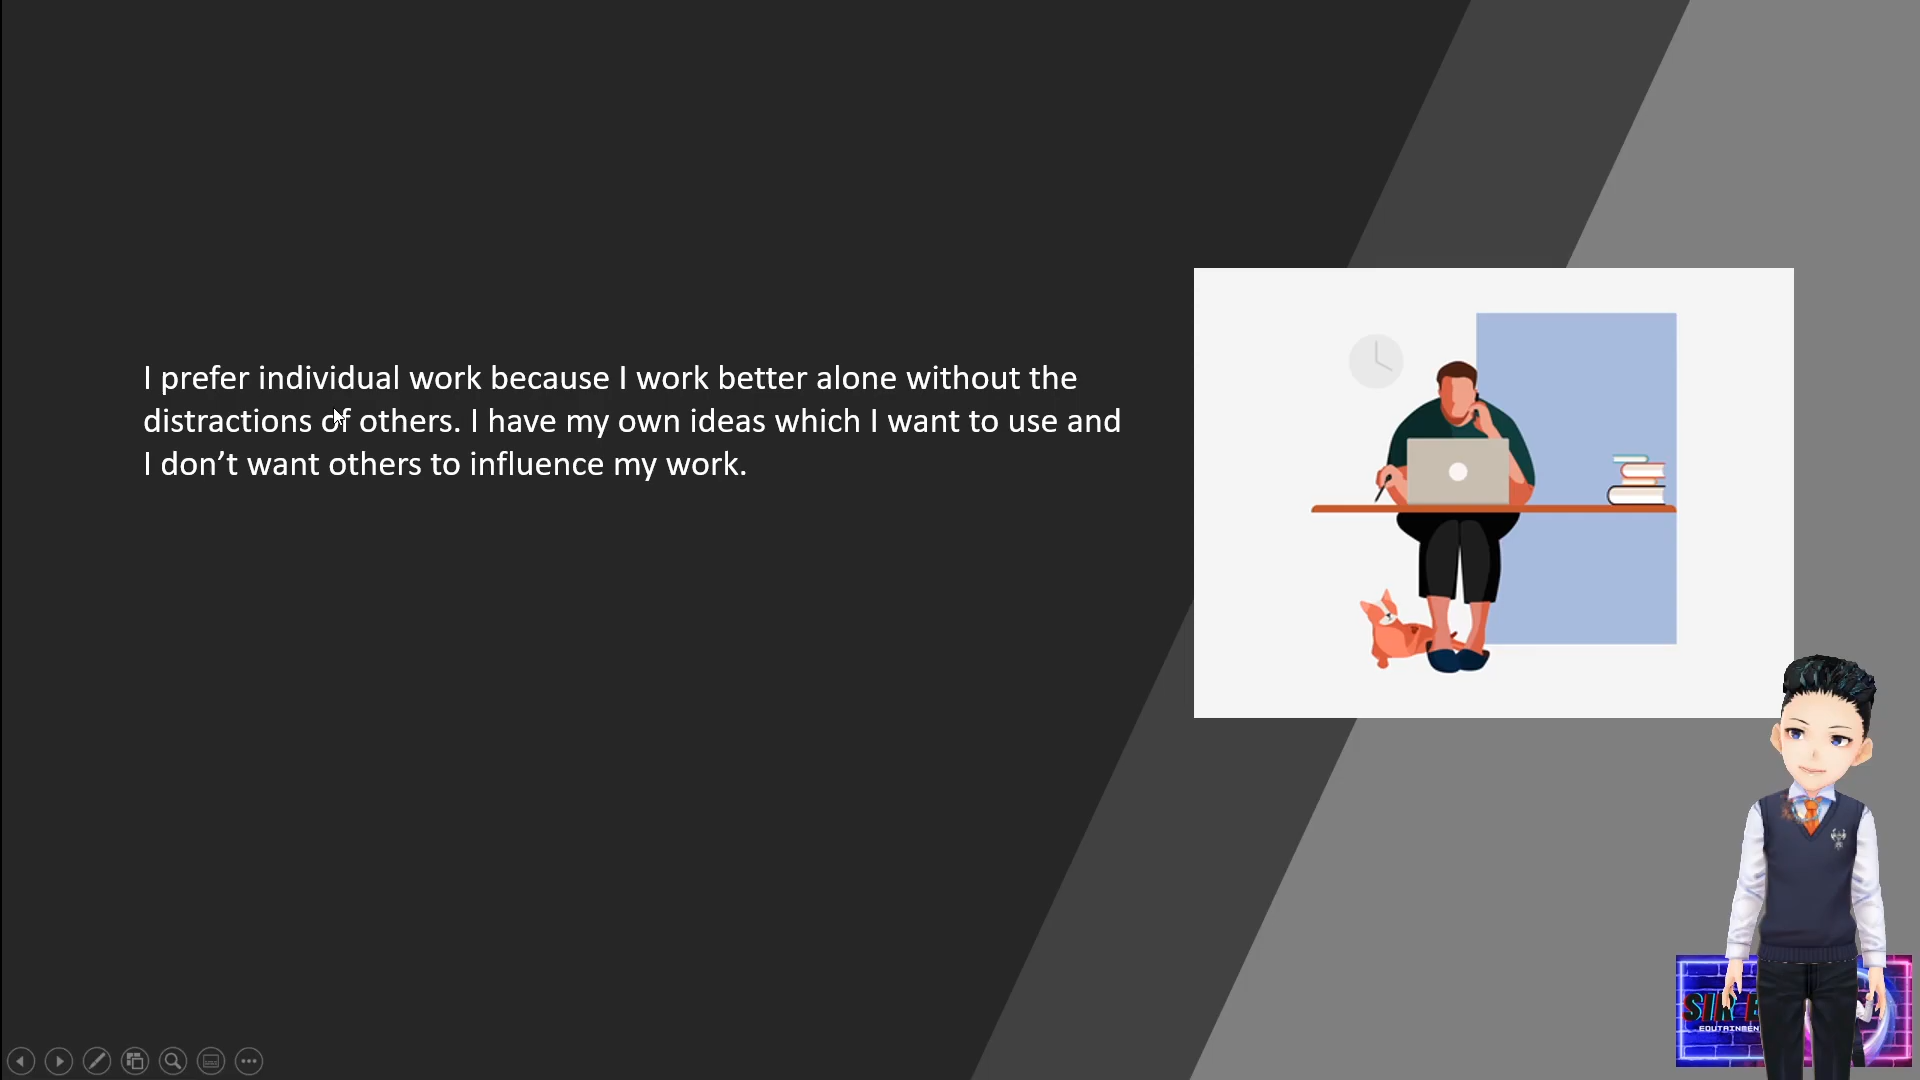 I prefer individual work because I work better alone without the
distractions of others. I have my own ideas which I want to use and
I don’t want others to influence my work.
SIR